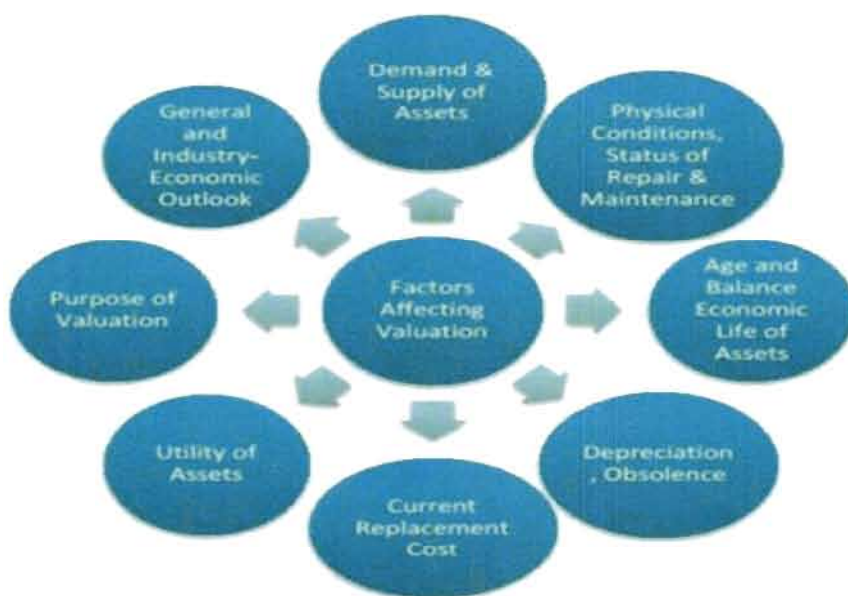 Demand &
Supply of
Assets
Physical
Conditions,
Status of
Repair &
Maintenance
Age and
Balance
Economic
Life of
Assets
Depreciation
, Obsolence
Current
Replacement
Cost
Utility of
Assets
Purpose of
Valuation
General
and
Industry-
Economic
Outlook
Factors
Affecting
Valuation